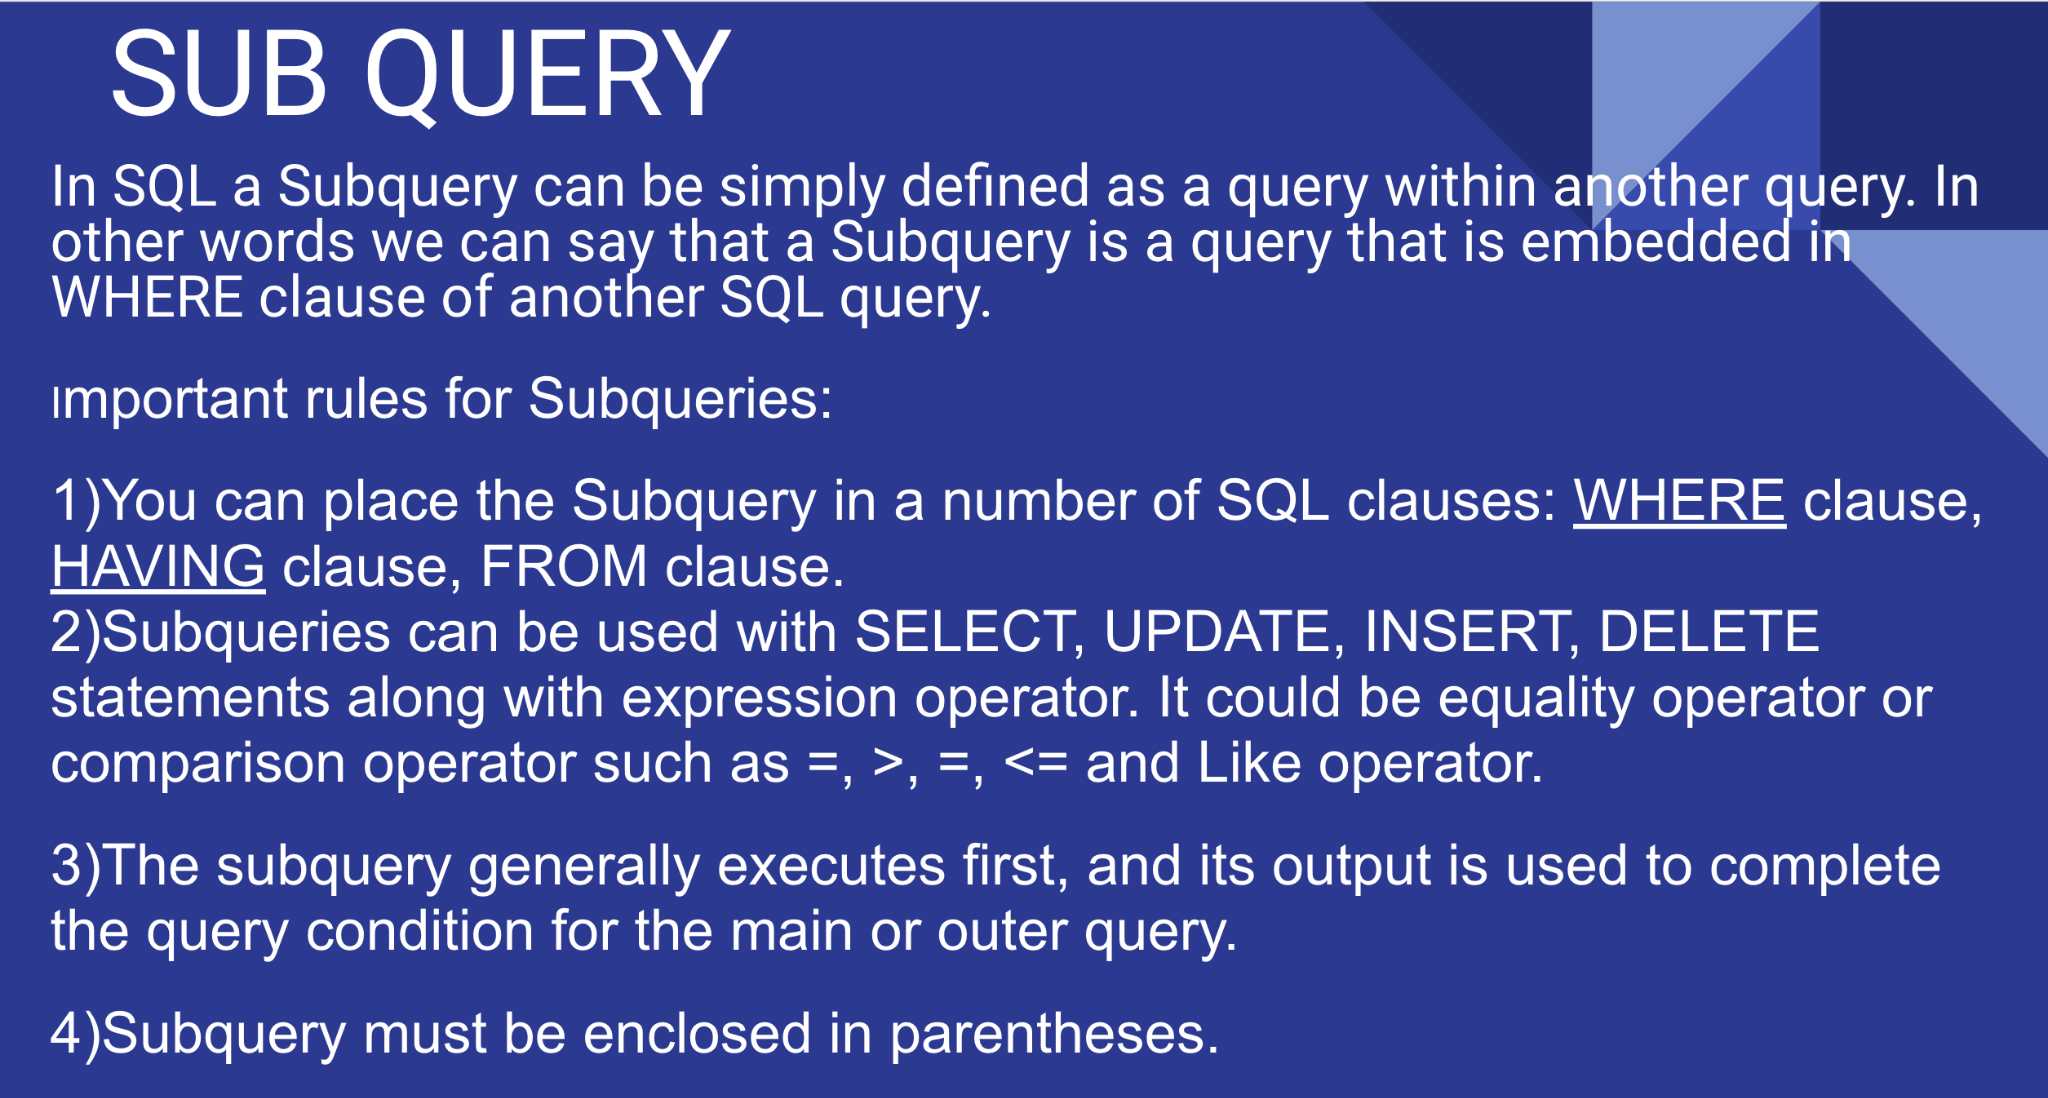 SUB QUERY
In SQL a Subquery can be simply defined as a query within another query. In
other words we can say that a Subquery is a query that is embedded in
WHERE clause of another SQL query.
Important rules for Subqueries:
1)You can place the Subquery in a number of SQL clauses: WHERE clause,
HAVING clause, FROM clause.
2)Subqueries can be used with SELECT, UPDATE, INSERT, DELETE
statements along with expression operator. It could be equality operator or
comparison operator such as =, >, =, <= and Like operator.
3)The subquery generally executes first, and its output is used to complete
the query condition for the main or outer query.
4)Subquery must be enclosed in parentheses.